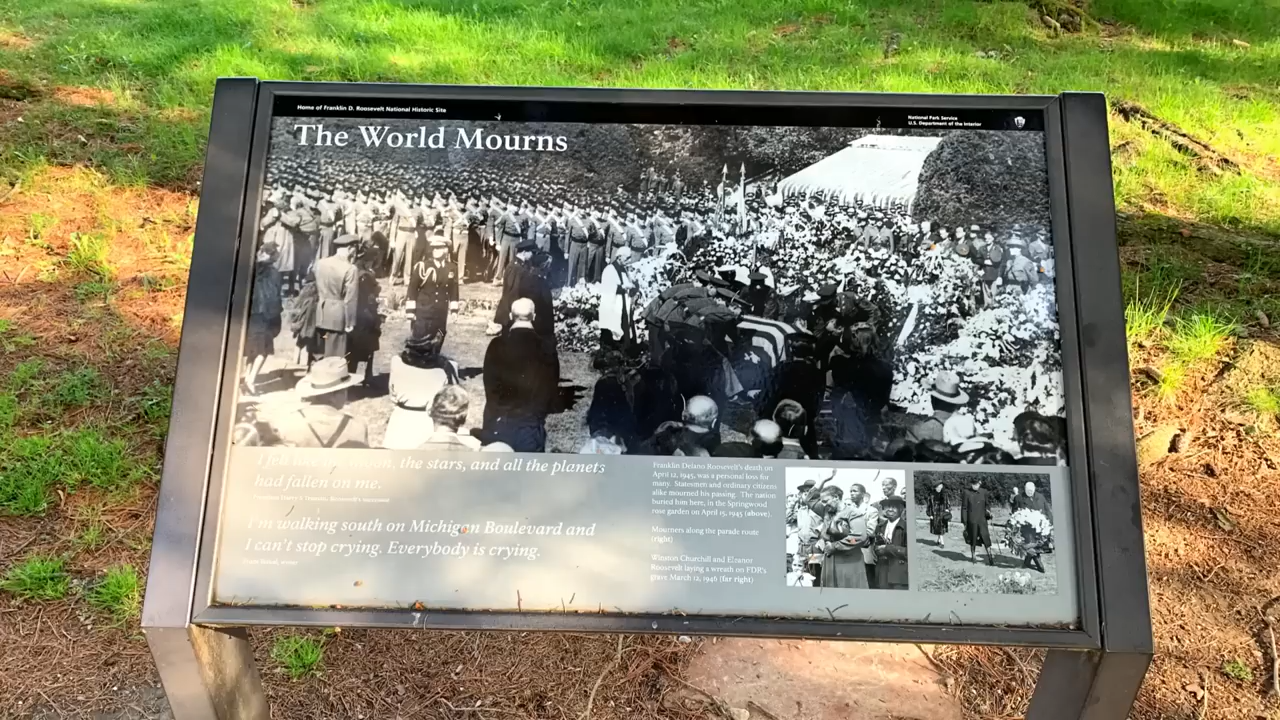 Home of Franklin D. Roosevelt National Historic Site
National Park Service
U.S. Department of the Interior
The World Mourns
I felt like the moon, the stars, and all the planets
had fallen on me.
President Harry S Truman, Roosevelt's successor
I'm walking south on Michigan Boulevard and
I can't stop crying. Everybody is crying.
Franklin Delano Roosevelt's death on
April 12, 1945, was a personal loss for
many. Statesmen and ordinary citizens
alike mourned his passing. The nation
buried him here, in the Springwood
rose garden on April 15, 1945 (above).
Mourners along the parade route
(right)
Winston Churchill and Eleanor
Roosevelt laying a wreath on FDR's
grave March 12, 1946 (far right)